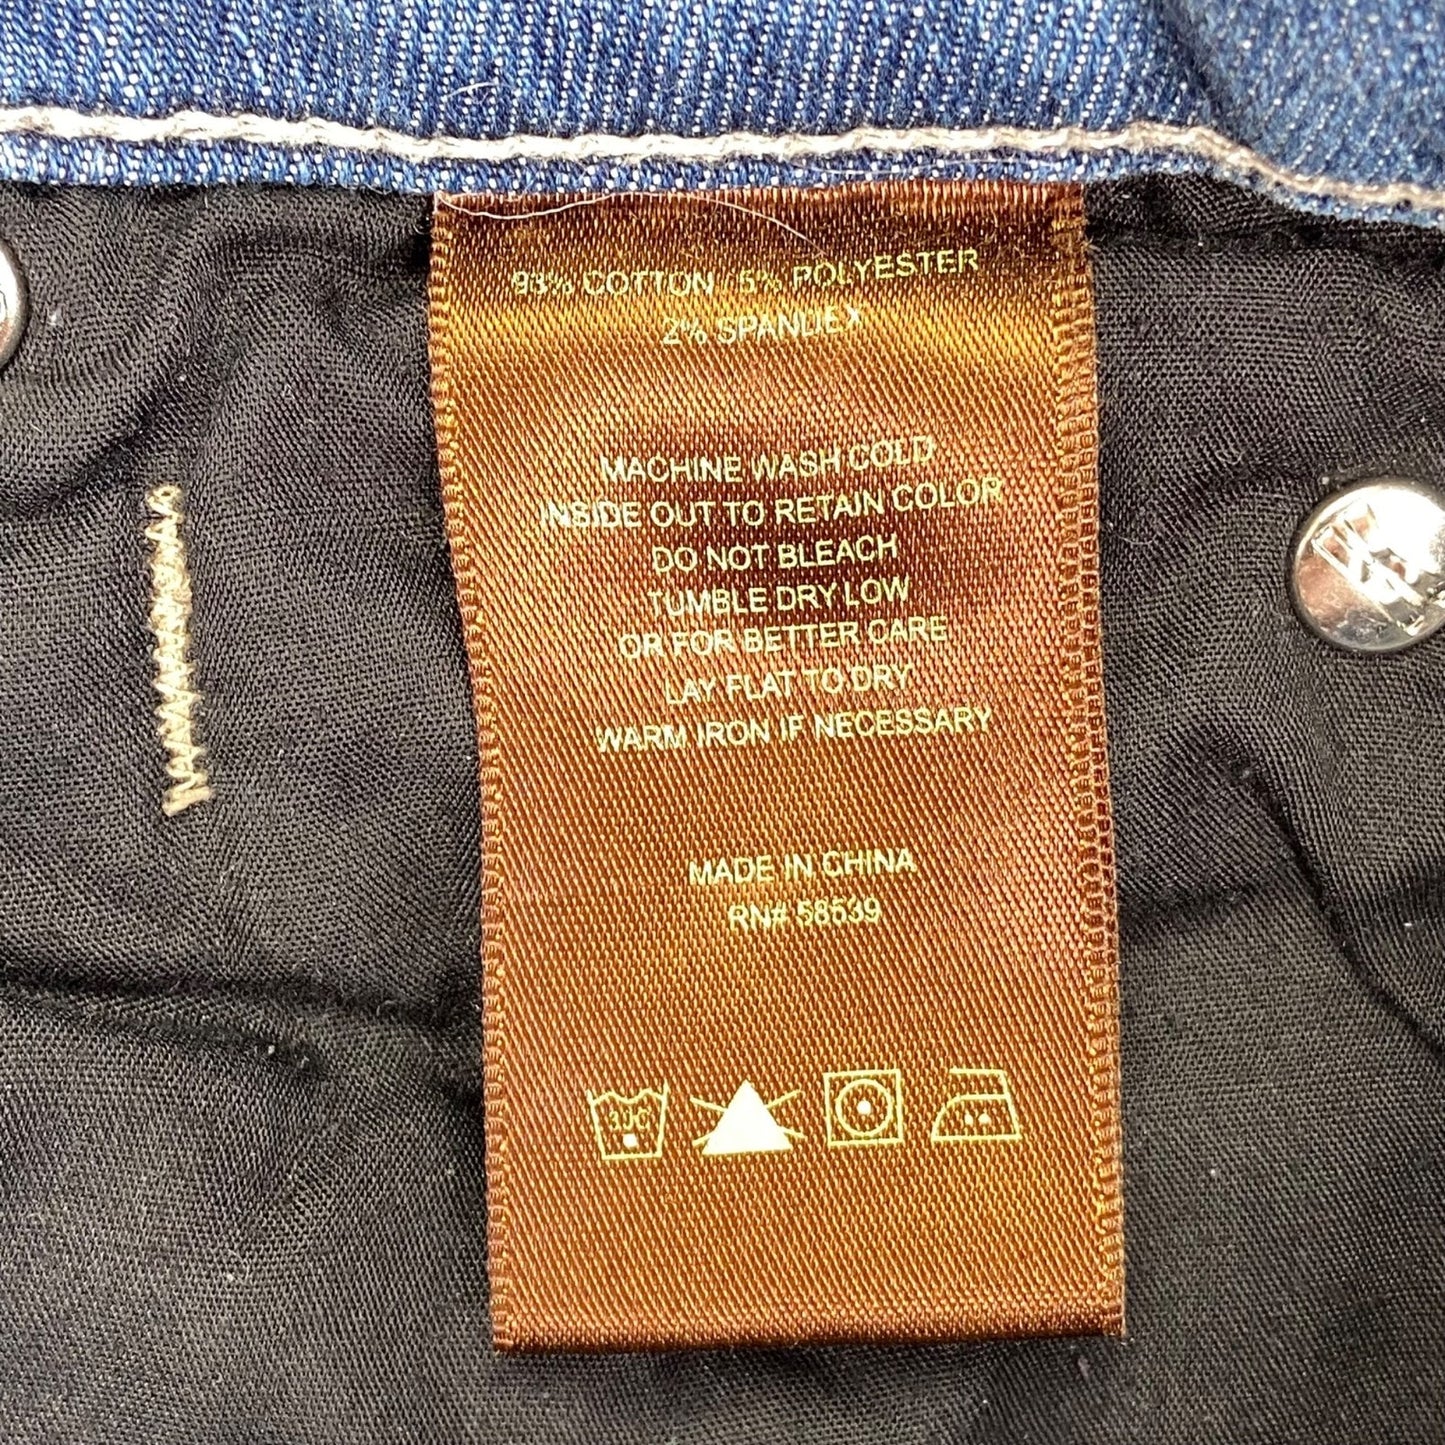 93% COTTON 5% POLYESTER
2% SPANDEX
MACHINE WASH COLD
INSIDE OUT TO RETAIN COLOR
DO NOT BLEACH
TUMBLE DRY LOW
OR FOR BETTER CARE
LAY FLAT TO DRY
WARM IRON IF NECESSARY
MADE IN CHINA
RN# 58539
30C